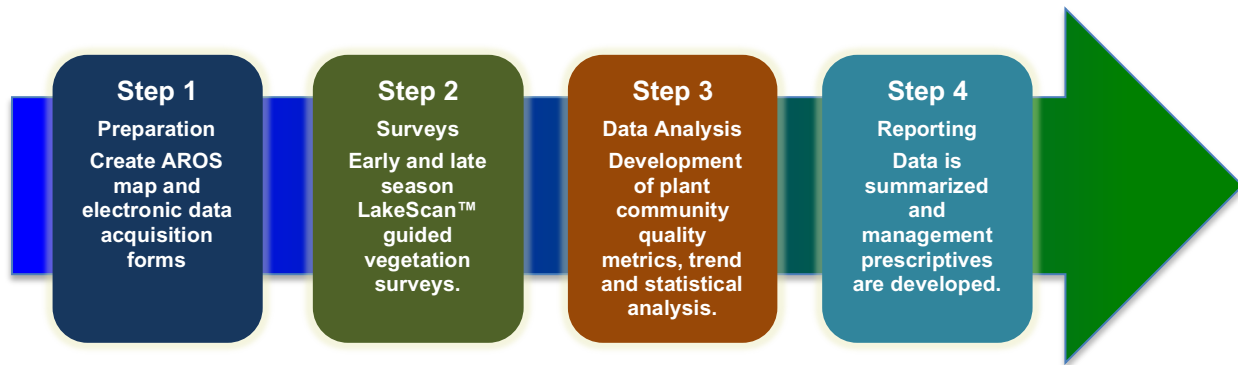 Step 1
Preparation
Create AROS
map and
electronic data
acquisition
forms
Step 2
Surveys
Early and late
season
LakeScan™
guided
vegetation
surveys.
Step 3
Data Analysis
Development
of plant
community
quality
metrics, trend
and statistical
analysis.
Step 4
Reporting
Data is
summarized
and
management
prescriptives
are developed.